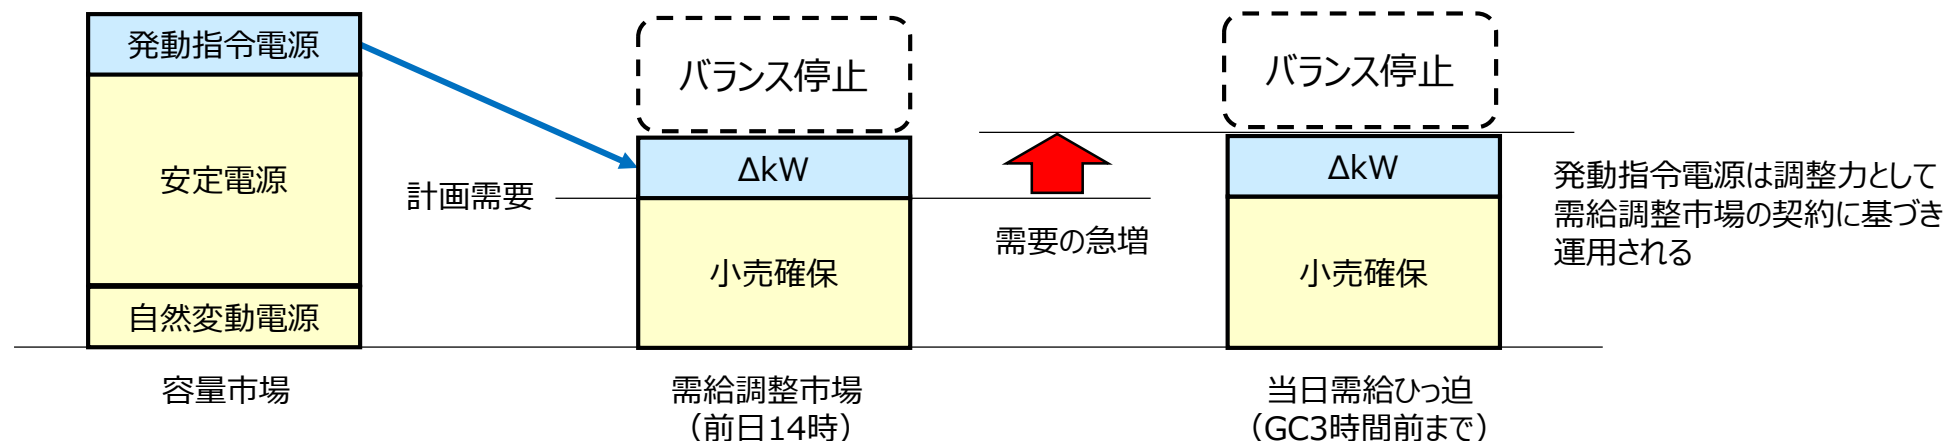 発動指令電源
安定電源
自然変動電源
容量市場
計画需要
バランス停止
ΔkW
小売確保
需給調整市場
（前日14時）
需要の急増
バランス停止
ΔkW
小売確保
当日需給ひっ迫
（GC3時間前まで）
発動指令電源は調整力として
需給調整市場の契約に基づき
運用される